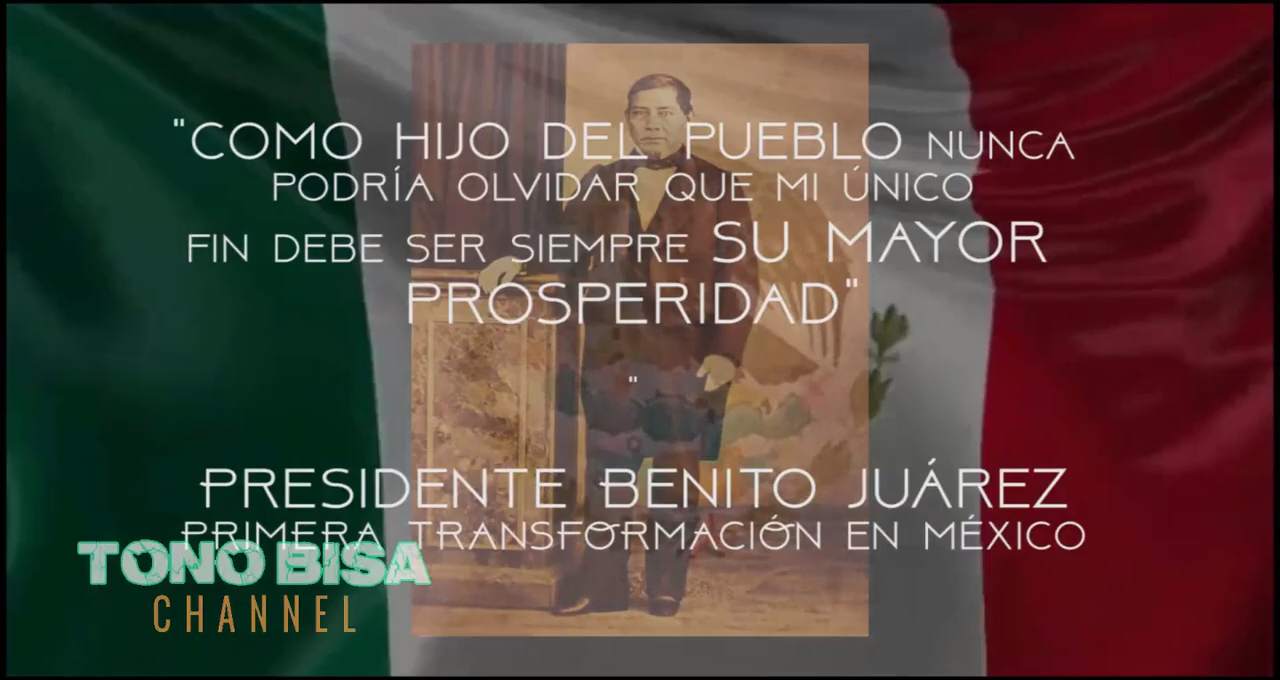 "COMO HIJO DEL PUEBLO NUNCA
PODRÍA OLVIDAR QUE MI ÚNICO
FIN DEBE SER SIEMPRE SU MAYOR
PROSPERIDAD"
"
PRESIDENTE BENITO JUÁREZ
PRIMERA TRANSFORMACIÓN EN MÉXICO
TONO BISA
CHANNEL